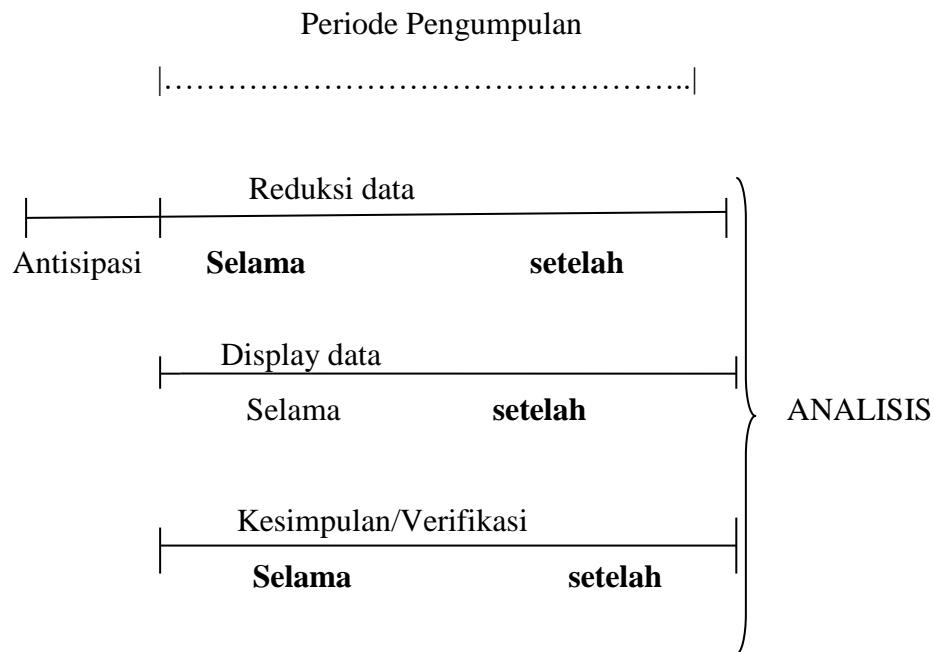 Periode Pengumpulan
|……………………………………………..|
Reduksi data
Antisipasi Selama setelah
Display data
Selama setelah ANALISIS
Kesimpulan/Verifikasi
Selama setelah